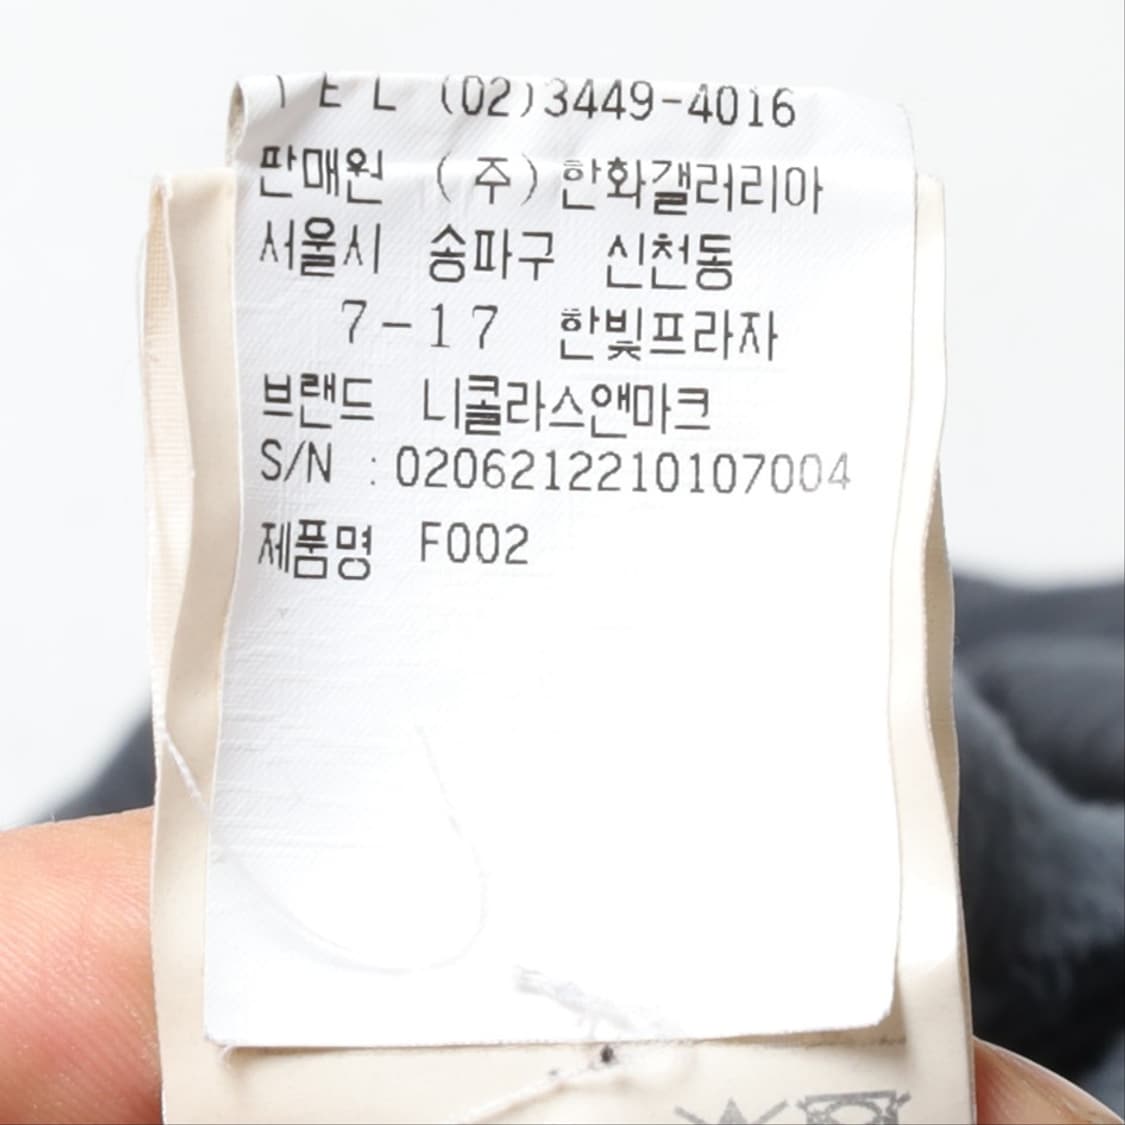 TEL (02)3449-4016
판매원 (주)한화갤러리아
서울시 송파구 신천동
7-17 한빛프라자
브랜드 니콜라스앤마크
S/N :0206212210107004
제품명 F002